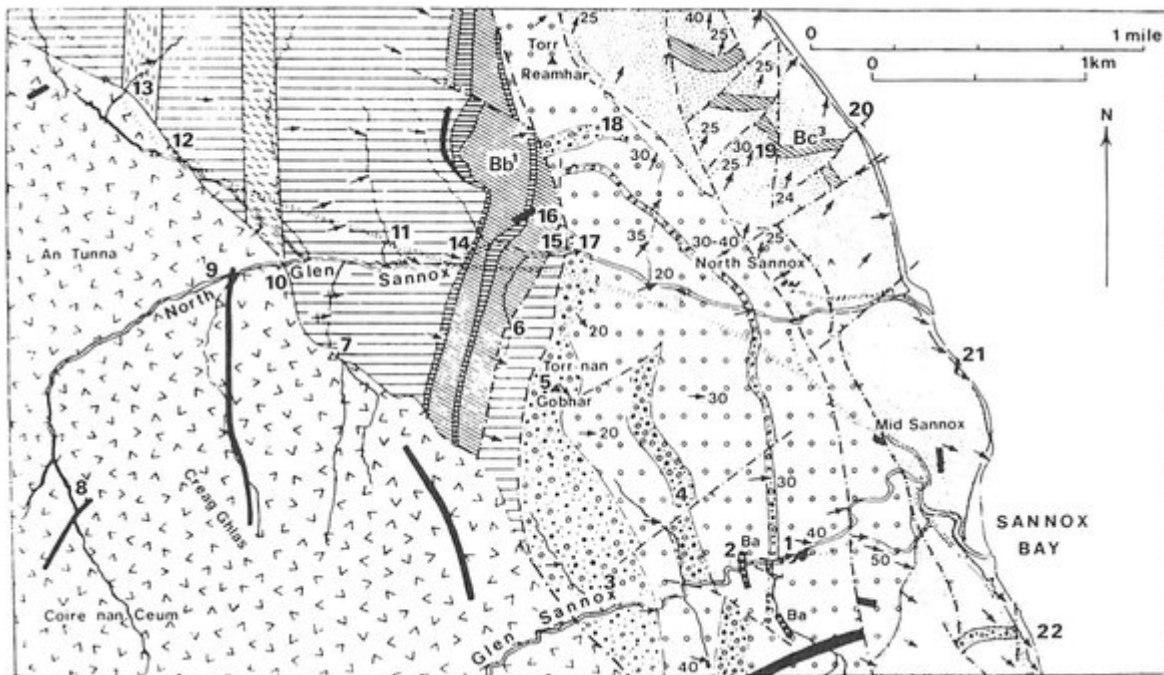 25
40
25
0
1 mile
0
1km
Torr
Reamhar
25
N
13
12
18
Bb¹
30
25
30
19
25
Bc³
20
24
25
16
11
14
15
17
35
30-40
North Sannox
20
An Tunna
9
10
Glen
Sannox
North
6
20
21
7
5
Torr nan
Gobhar
30
20
Mid Sannox
Creag Ghlas
8
4
30
SANNOX
BAY
2
Ba
1
40
50
3
Glen Sannox
Coire nan Ceum
Ba
22
40